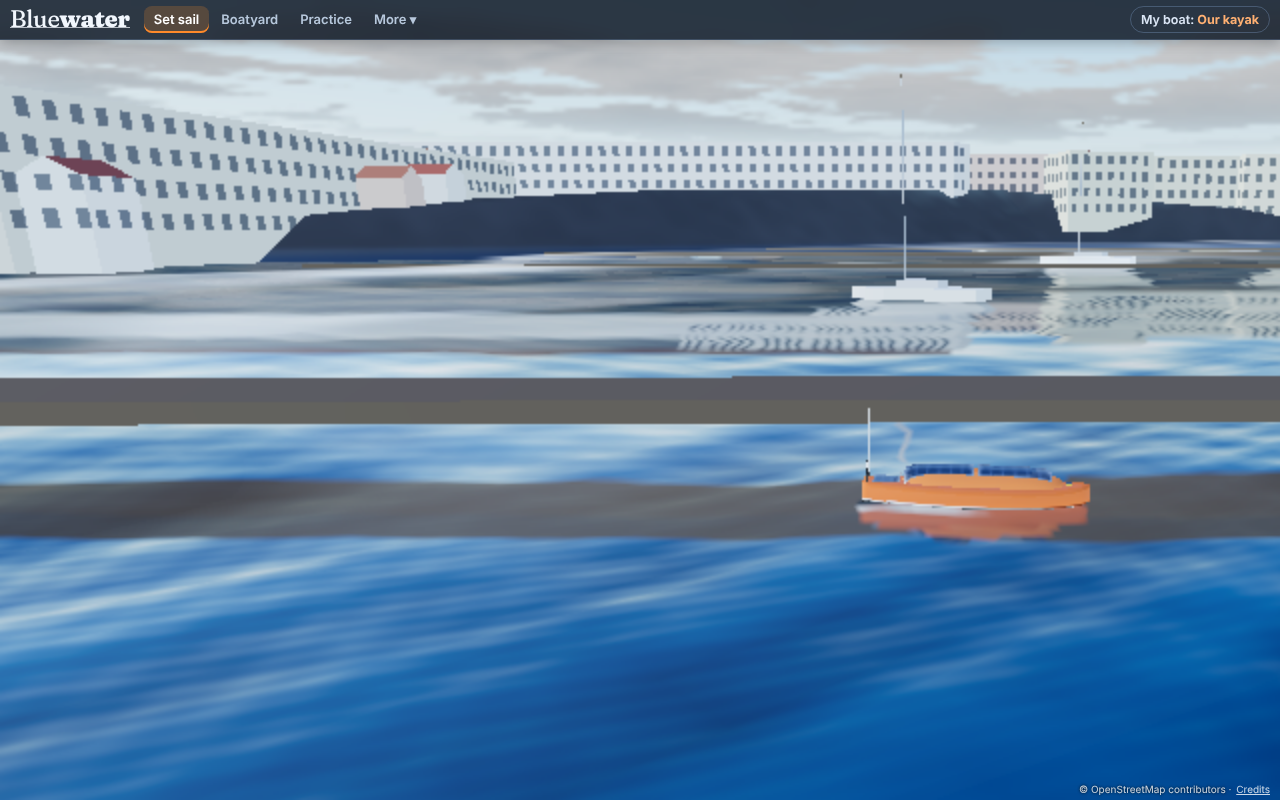 Bluewater
Set sail
Boatyard
Practice
More ▾
My boat: Our kayak
© OpenStreetMap contributors · Credits